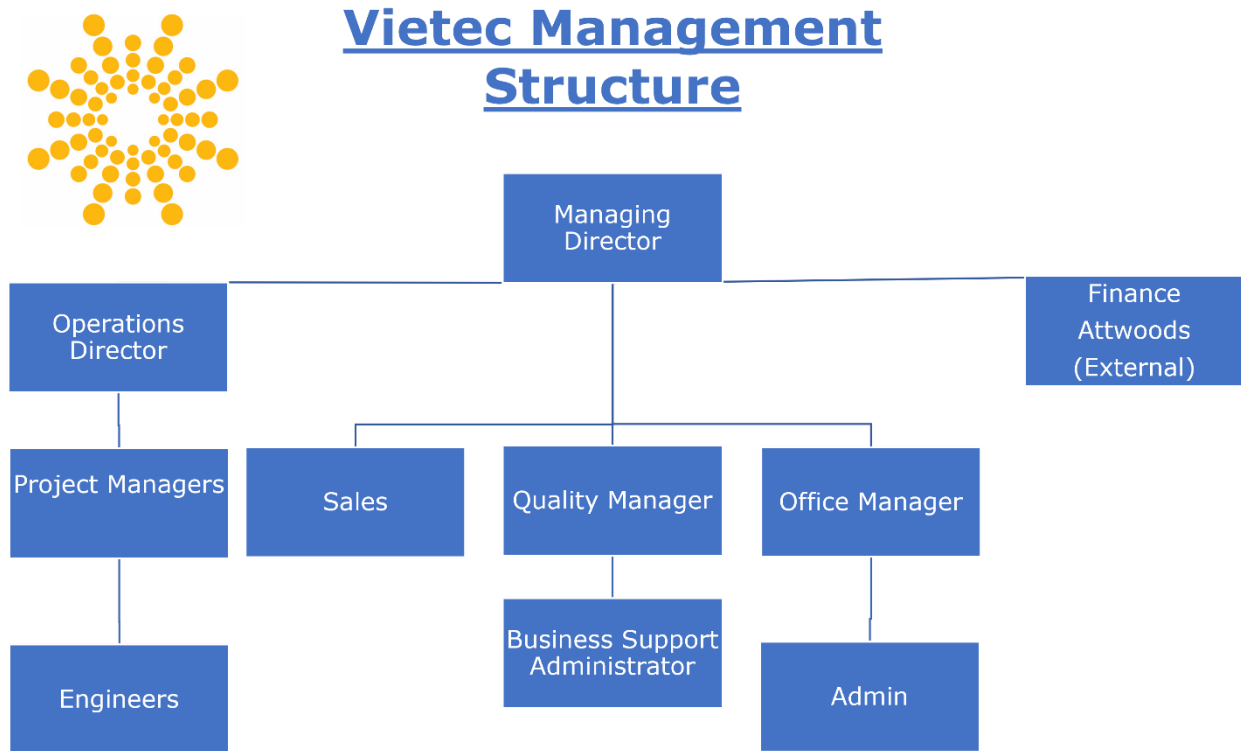 Vietec Management
Structure
Managing
Director
Operations
Director
Finance
Attwoods
(External)
Project Managers
Sales
Quality Manager
Office Manager
Business Support
Administrator
Engineers
Admin